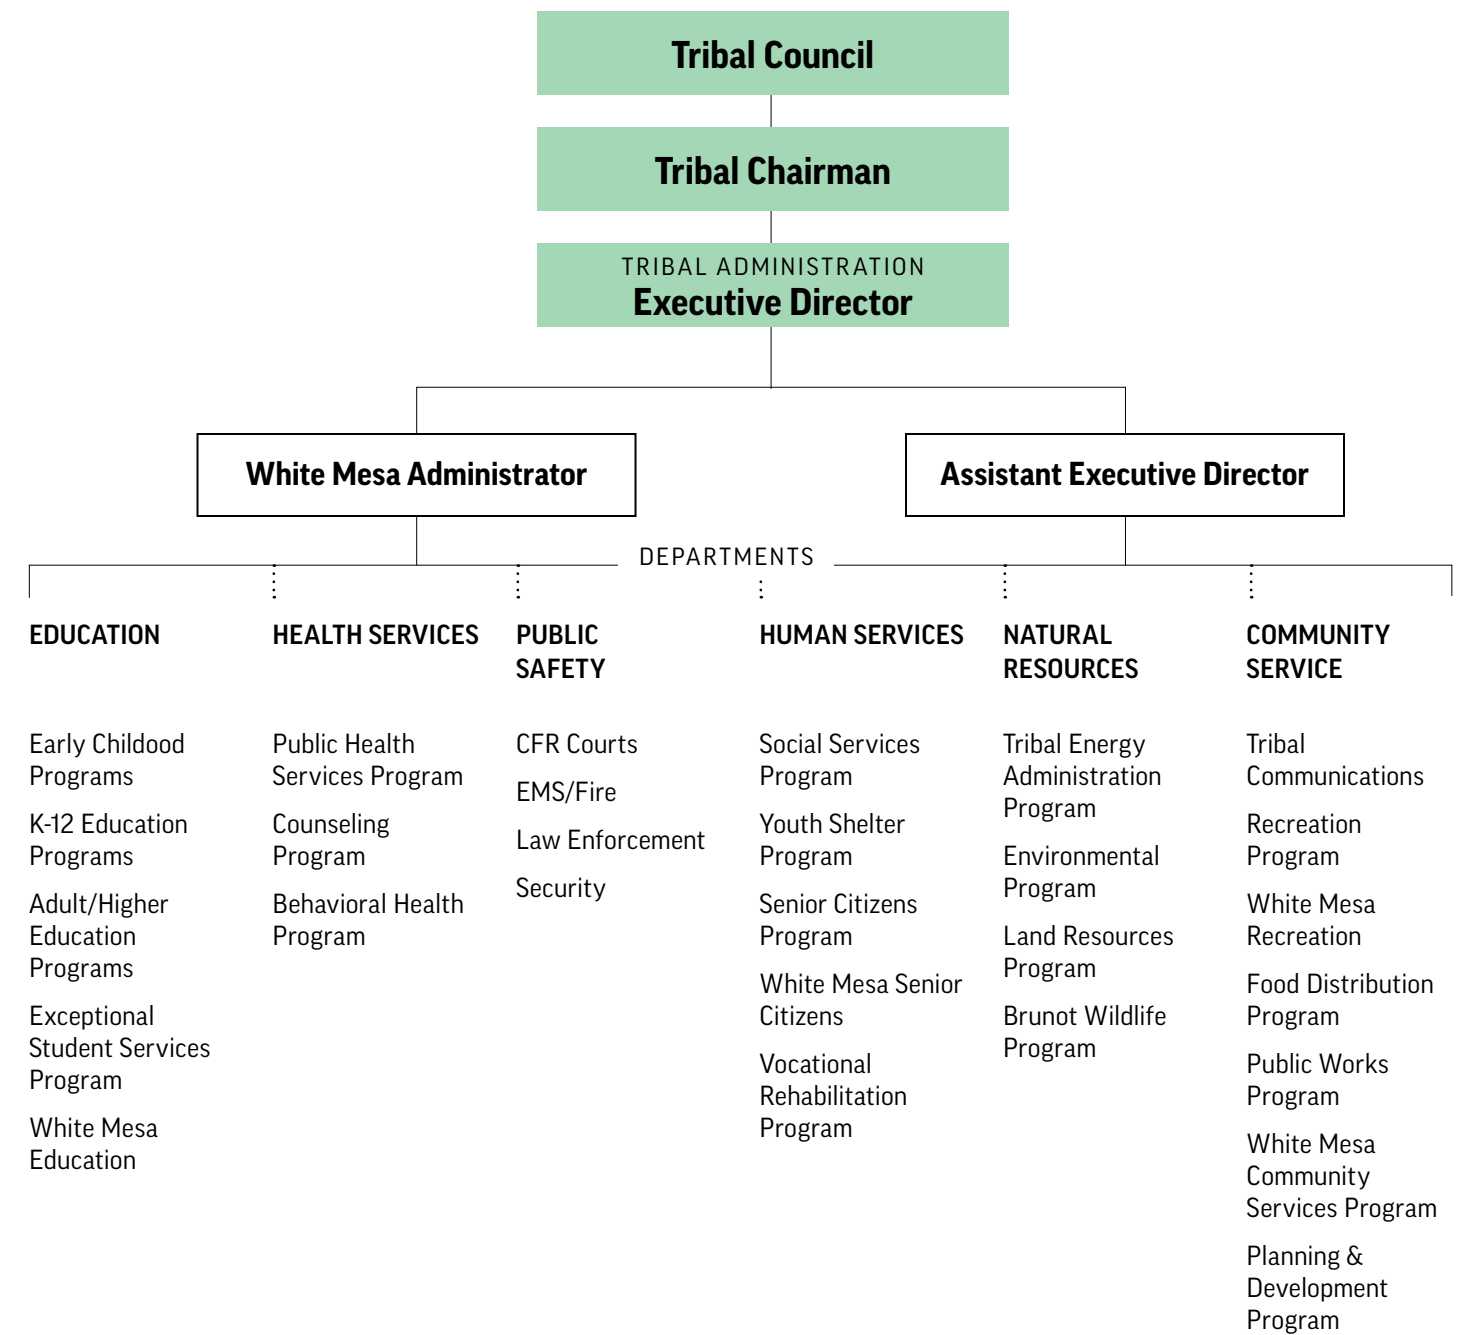 Tribal Council
Tribal Chairman
TRIBAL ADMINISTRATION
Executive Director
White Mesa Administrator
Assistant Executive Director
DEPARTMENTS
EDUCATION
Early Childood
Programs
K-12 Education
Programs
Adult/Higher
Education
Programs
Exceptional
Student Services
Program
White Mesa
Education
HEALTH SERVICES
Public Health
Services Program
Counseling
Program
Behavioral Health
Program
PUBLIC
SAFETY
CFR Courts
EMS/Fire
Law Enforcement
Security
HUMAN SERVICES
Social Services
Program
Youth Shelter
Program
Senior Citizens
Program
White Mesa Senior
Citizens
Vocational
Rehabilitation
Program
NATURAL
RESOURCES
Tribal Energy
Administration
Program
Environmental
Program
Land Resources
Program
Brunot Wildlife
Program
COMMUNITY
SERVICE
Tribal
Communications
Recreation
Program
White Mesa
Recreation
Food Distribution
Program
Public Works
Program
White Mesa
Community
Services Program
Planning &
Development
Program